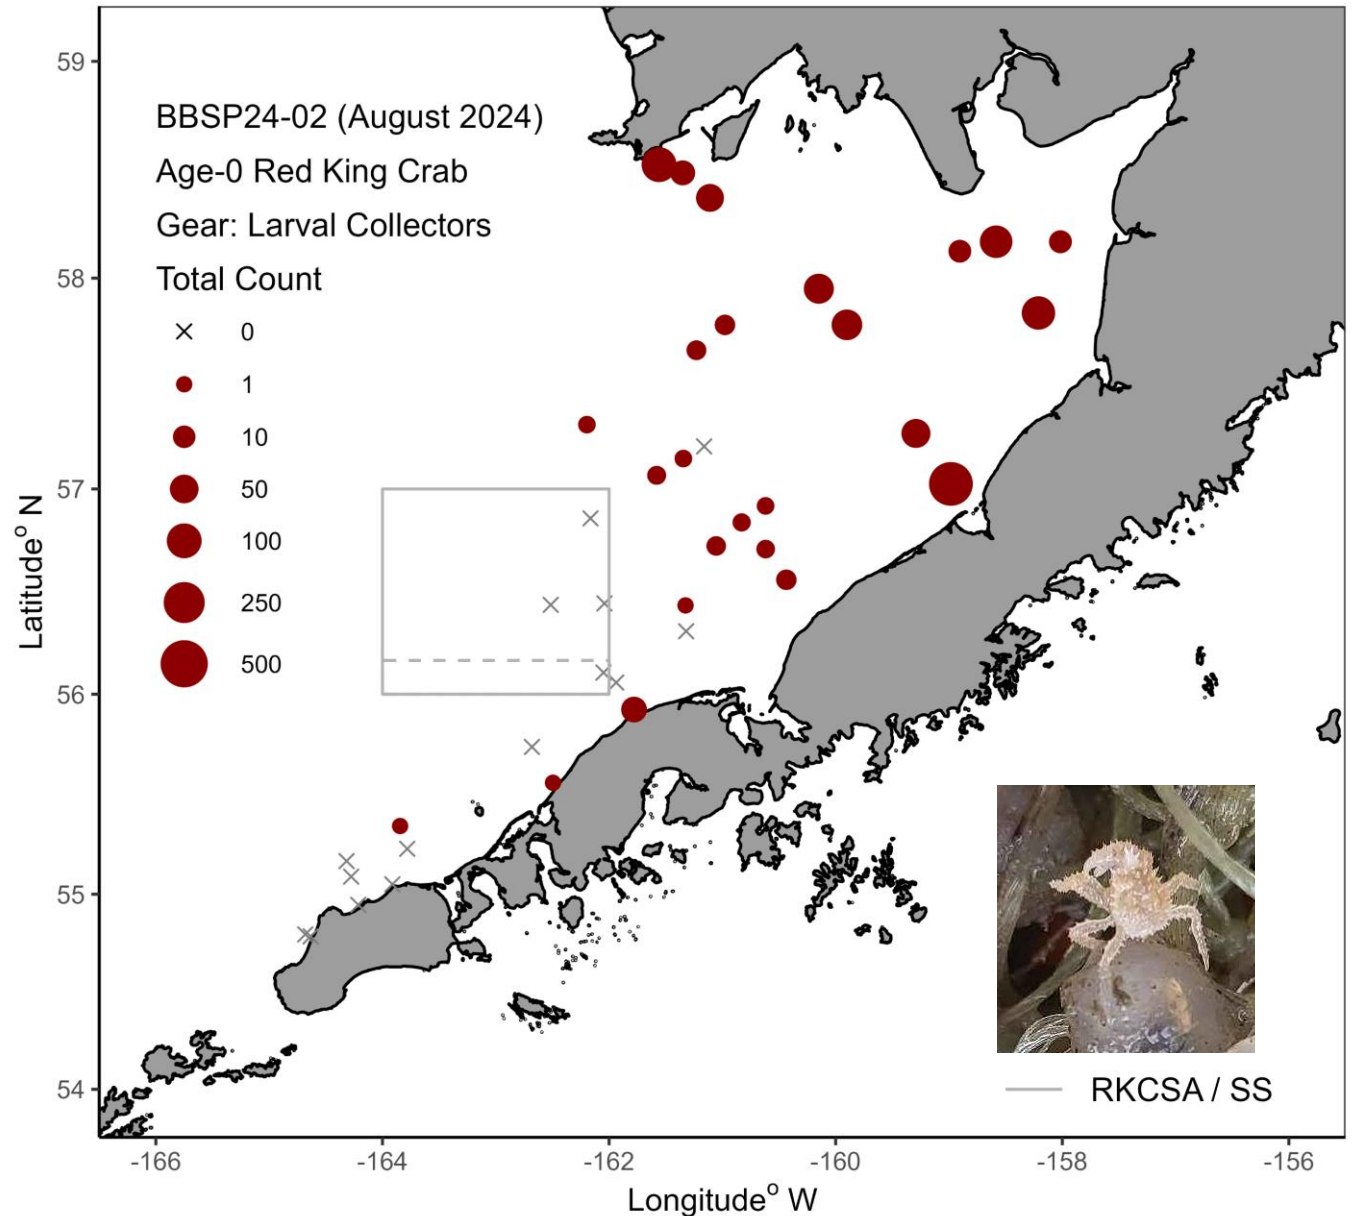 BBSP24-02 (August 2024)
Age-0 Red King Crab
Gear: Larval Collectors
Total Count
0
1
10
50
100
250
500
59
58
57
56
55
54
Latitude° N
-166
-164
-162
-160
-158
-156
Longitude° W
RKCSA / SS